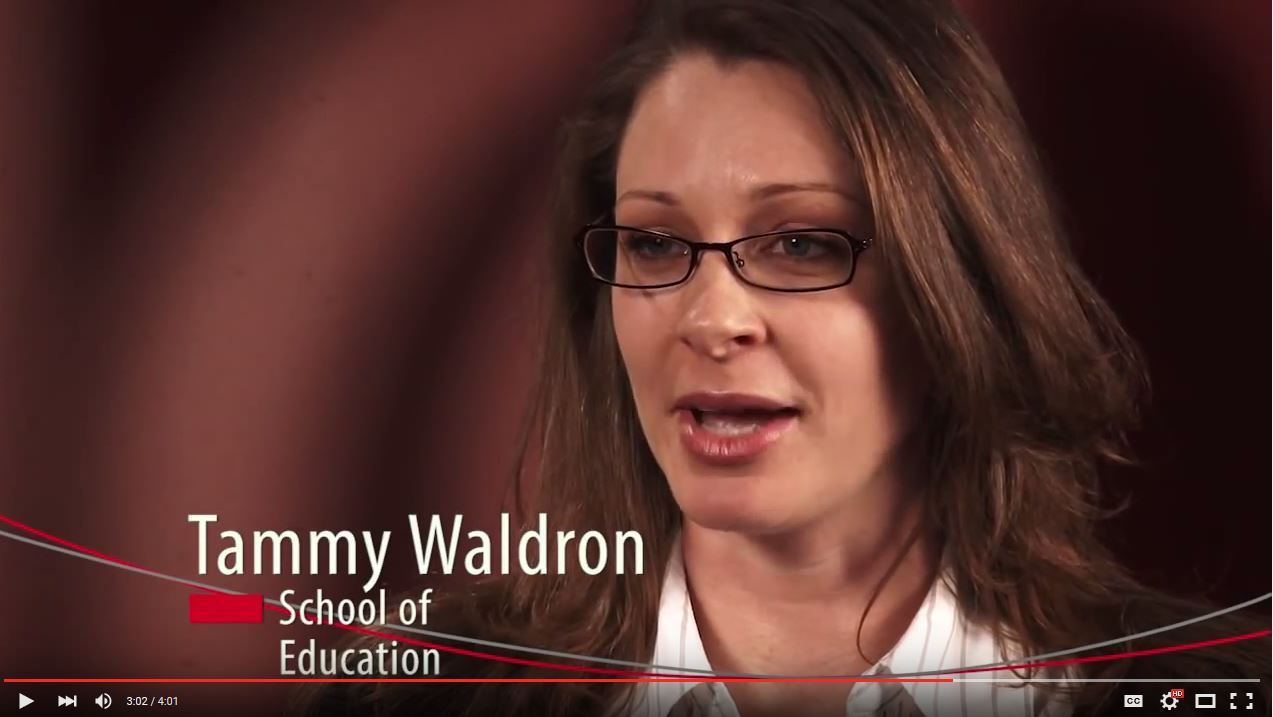 Tammy Waldron
School of
Education
3:02 / 4:01
CC
HD